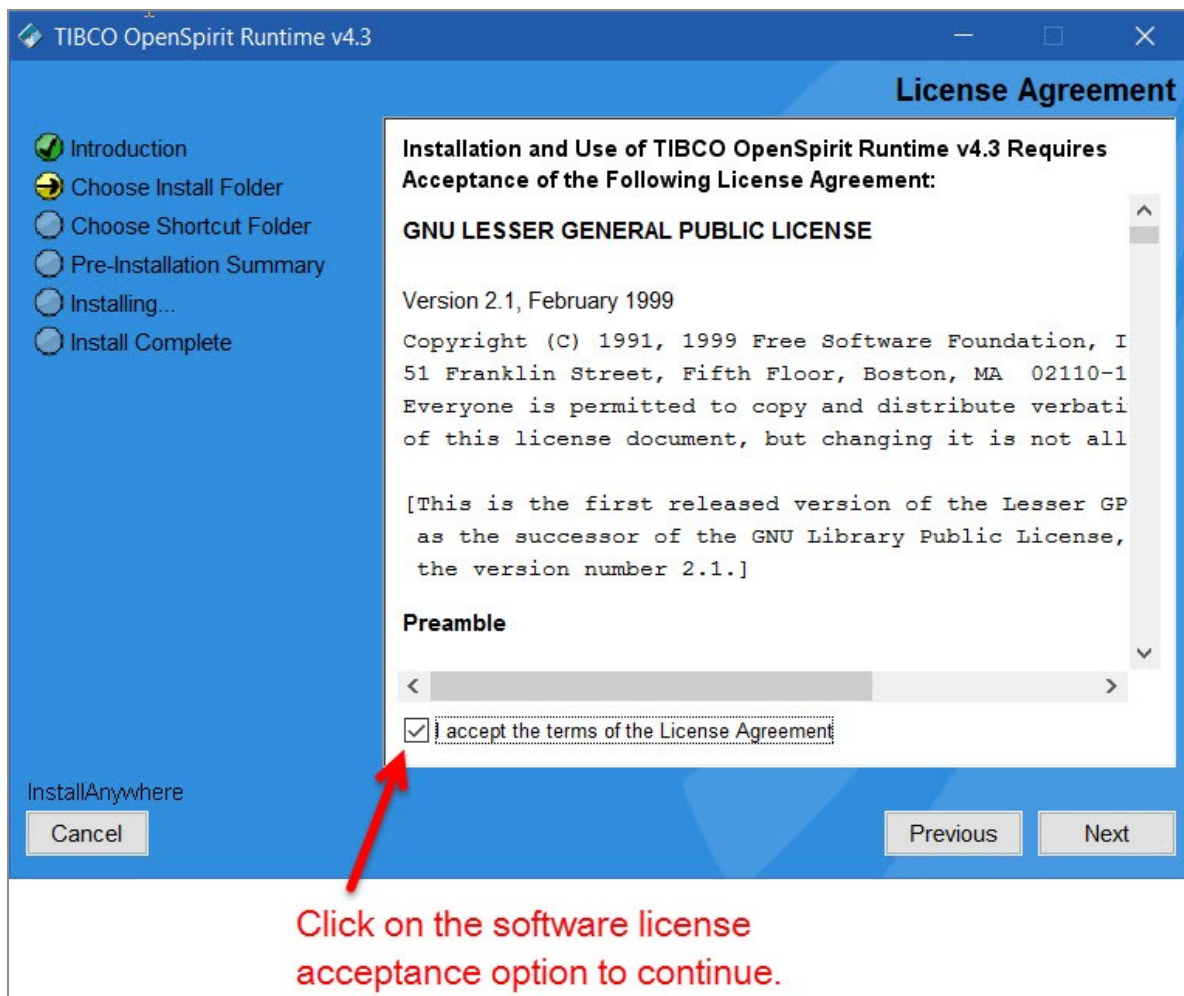 TIBCO OpenSpirit Runtime v4.3
License Agreement
Introduction
Choose Install Folder
Choose Shortcut Folder
Pre-Installation Summary
Installing...
Install Complete
Installation and Use of TIBCO OpenSpirit Runtime v4.3 Requires
Acceptance of the Following License Agreement:
GNU LESSER GENERAL PUBLIC LICENSE
Version 2.1, February 1999
Copyright (C) 1991, 1999 Free Software Foundation, I
51 Franklin Street, Fifth Floor, Boston, MA  02110-1
Everyone is permitted to copy and distribute verbati
of this license document, but changing it is not all
[This is the first released version of the Lesser GP
as the successor of the GNU Library Public License,
the version number 2.1.]
Preamble
I accept the terms of the License Agreement
InstallAnywhere
Cancel
Previous
Next
Click on the software license
acceptance option to continue.